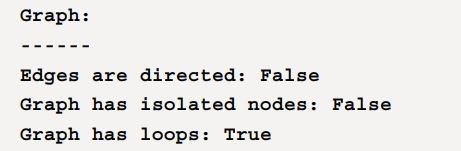 Graph:
------
Edges are directed: False
Graph has isolated nodes: False
Graph has loops: True